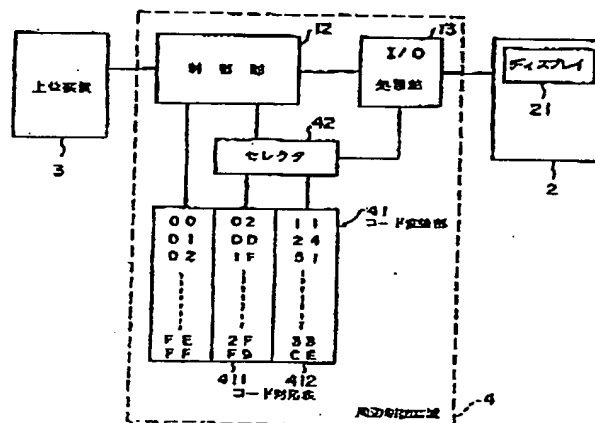 12
13
上位装置
制御部
I/O
処理部
ディスプレイ
21
3
42
セレクタ
2
41
コード変換部
00 02 11
01 DD 24
02 1F 51
FE 2F 33
FF F9 CE
411
412
コード対応表
周辺制御装置
4